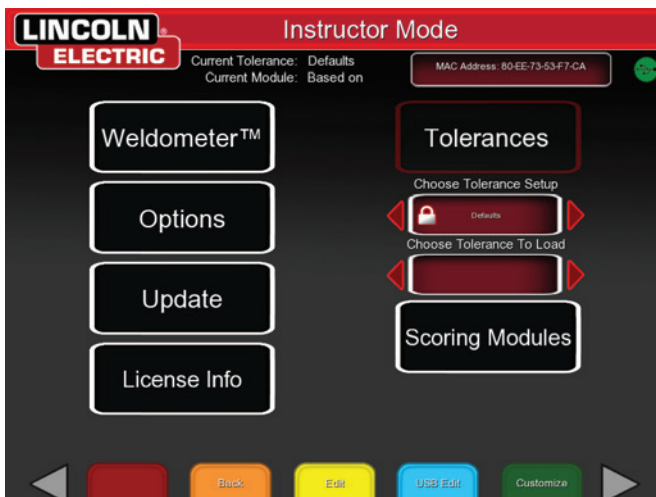 LINCOLN®
ELECTRIC
Instructor Mode
Current Tolerance: Defaults
Current Module: Based on
MAC Address: 80-EE-73-53-F7-CA
Weldometer™
Options
Update
License Info
Tolerances
Choose Tolerance Setup
Defaults
Choose Tolerance To Load
Scoring Modules
Back
Edit
USB Edit
Customize